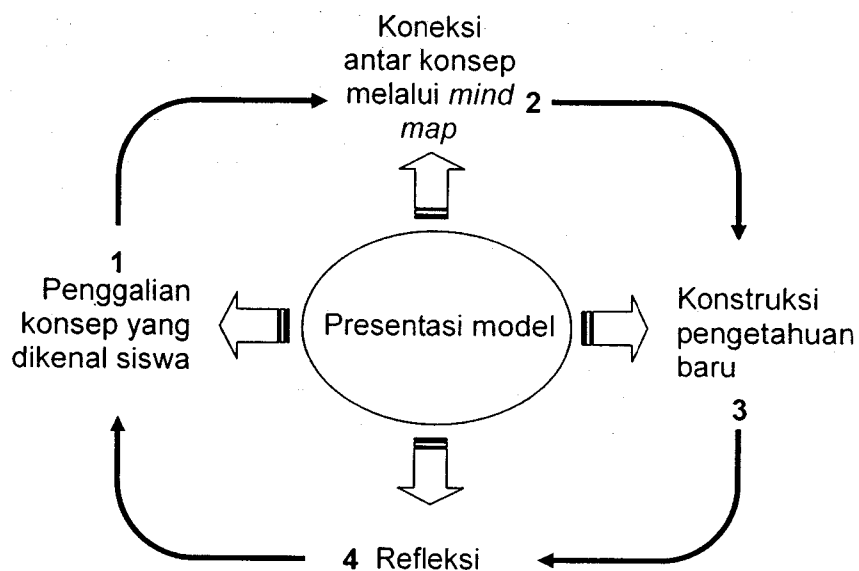 Koneksi
antar konsep
melalui mind
map
2
1
Penggalian
konsep yang
dikenal siswa
Presentasi model
Konstruksi
pengetahuan
baru
3
4 Refleksi